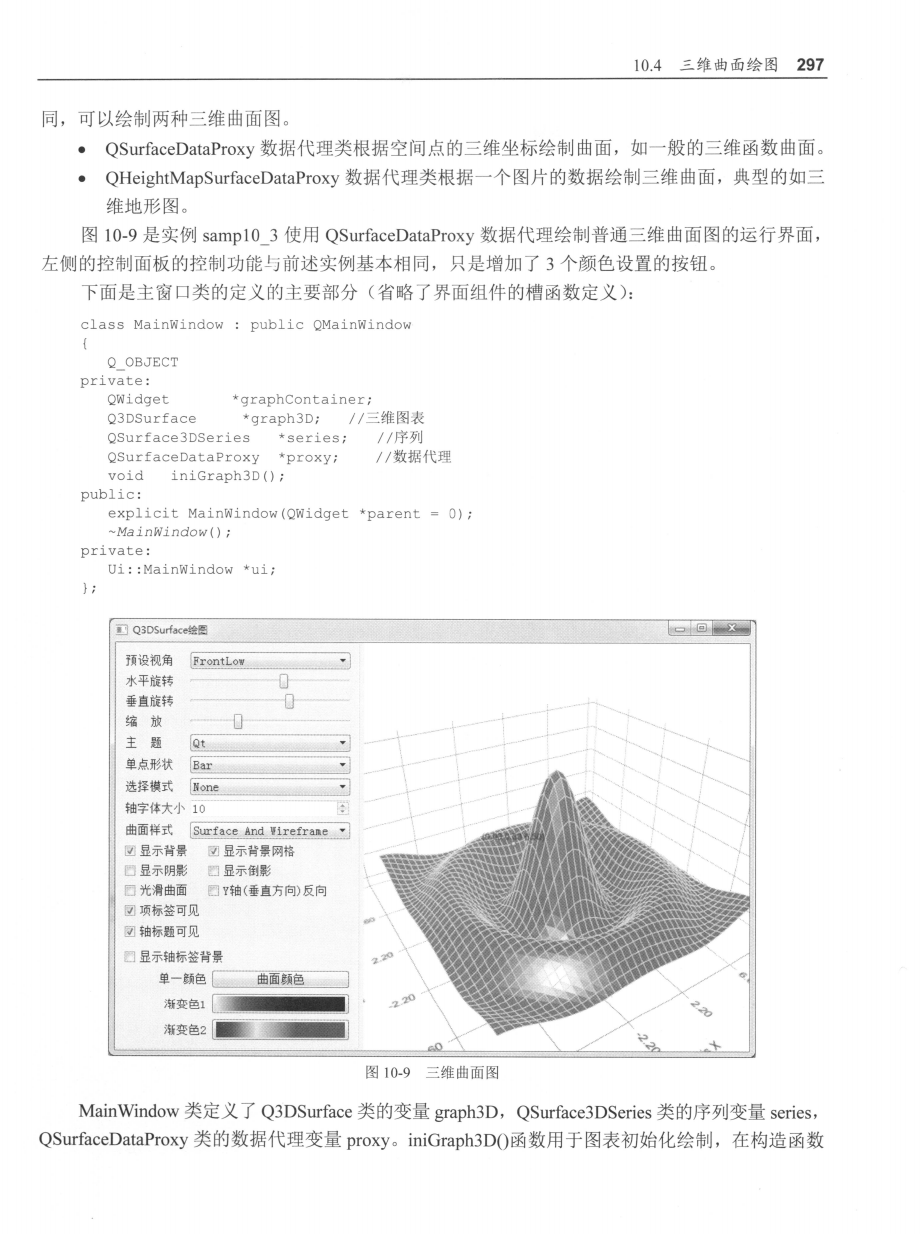 10.4 三维曲面绘图 297
同，可以绘制两种三维曲面图。
● QSurfaceDataProxy 数据代理类根据空间点的三维坐标绘制曲面，如一般的三维函数曲面。
● QHeightMapSurfaceDataProxy 数据代理类根据一个图片的数据绘制三维曲面，典型的如三
维地形图。
图 10-9 是实例 samp10_3 使用 QSurfaceDataProxy 数据代理绘制普通三维曲面图的运行界面，
左侧的控制面板的控制功能与前述实例基本相同，只是增加了 3 个颜色设置的按钮。
下面是主窗口类的定义的主要部分（省略了界面组件的槽函数定义）：
class MainWindow : public QMainWindow
{
Q_OBJECT
private:
QWidget *graphContainer;
Q3DSurface *graph3D; //三维图表
QSurface3DSeries *series; //序列
QSurfaceDataProxy *proxy; //数据代理
void iniGraph3D();
public:
explicit MainWindow(QWidget *parent = 0);
~MainWindow();
private:
Ui::MainWindow *ui;
};
Q3DSurface绘图
预设视角 FrontLow
水平旋转
垂直旋转
缩 放
主 题 Qt
单点形状 Bar
选择模式 None
轴字体大小 10
曲面样式 Surface And Wireframe
显示背景 显示背景网格
显示阴影 显示倒影
光滑曲面 Y轴(垂直方向)反向
项标签可见
轴标题可见
显示轴标签背景
单一颜色 曲面颜色
渐变色1
渐变色2
60
2.20
-2.20
60
-2.20
2.20
X
图 10-9 三维曲面图
MainWindow 类定义了 Q3DSurface 类的变量 graph3D，QSurface3DSeries 类的序列变量 series，
QSurfaceDataProxy 类的数据代理变量 proxy。iniGraph3D()函数用于图表初始化绘制，在构造函数